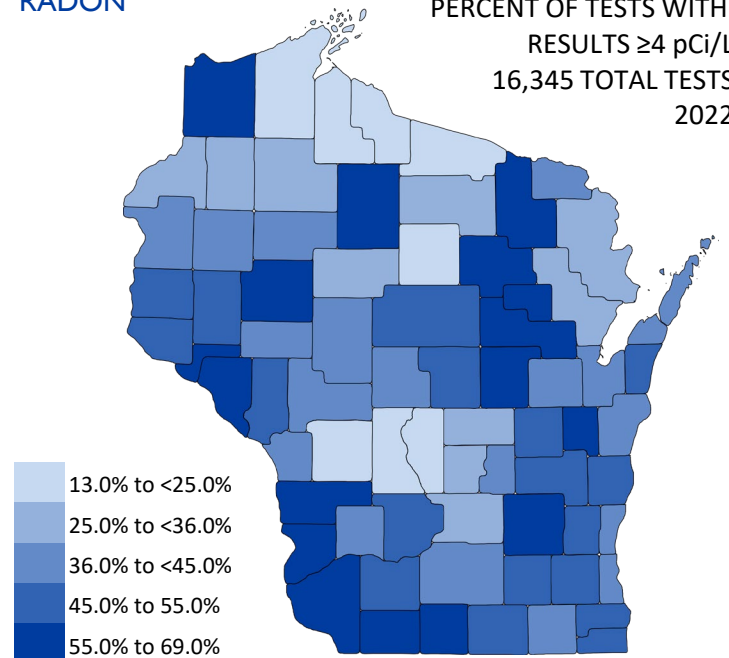 RADON
PERCENT OF TESTS WITH
RESULTS ≥4 pCi/L
16,345 TOTAL TESTS
2022
13.0% to <25.0%
25.0% to <36.0%
36.0% to <45.0%
45.0% to 55.0%
55.0% to 69.0%